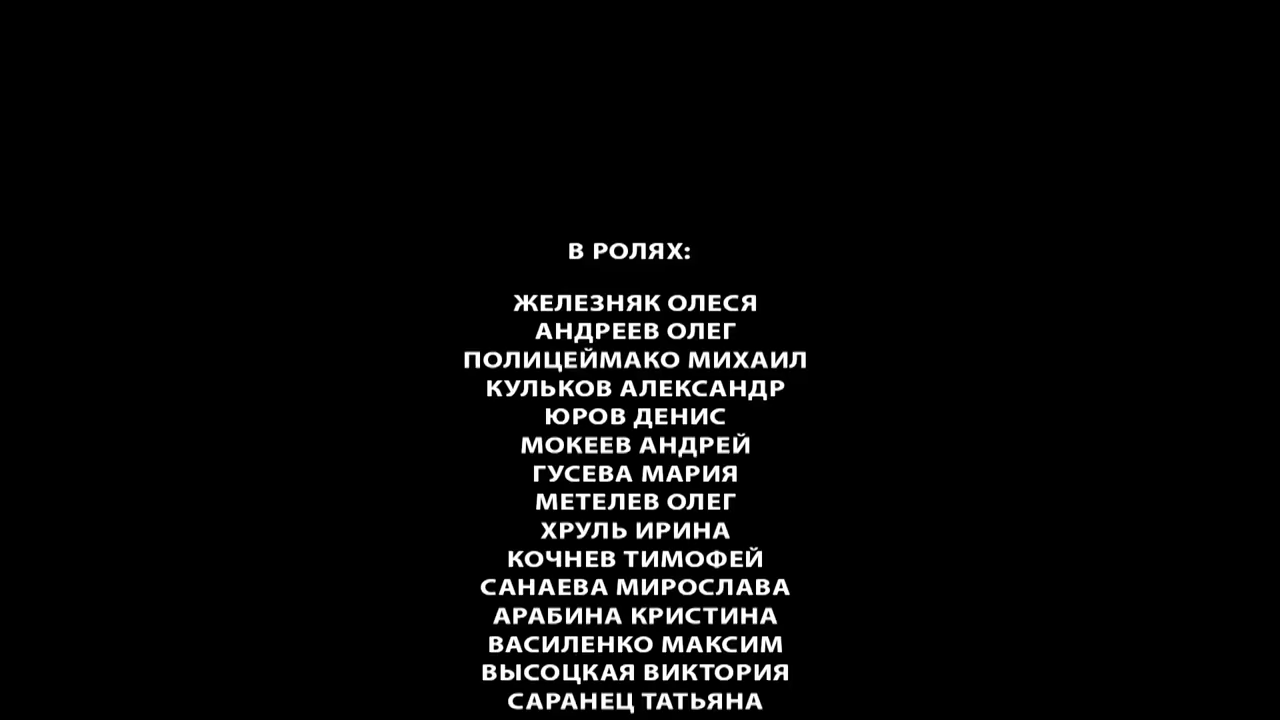 В РОЛЯХ:
ЖЕЛЕЗНЯК ОЛЕСЯ
АНДРЕЕВ ОЛЕГ
ПОЛИЦЕЙМАКО МИХАИЛ
КУЛЬКОВ АЛЕКСАНДР
ЮРОВ ДЕНИС
МОКЕЕВ АНДРЕЙ
ГУСЕВА МАРИЯ
МЕТЕЛЕВ ОЛЕГ
ХРУЛЬ ИРИНА
КОЧНЕВ ТИМОФЕЙ
САНАЕВА МИРОСЛАВА
АРАБИНА КРИСТИНА
ВАСИЛЕНКО МАКСИМ
ВЫСОЦКАЯ ВИКТОРИЯ
САРАНЕЦ ТАТЬЯНА